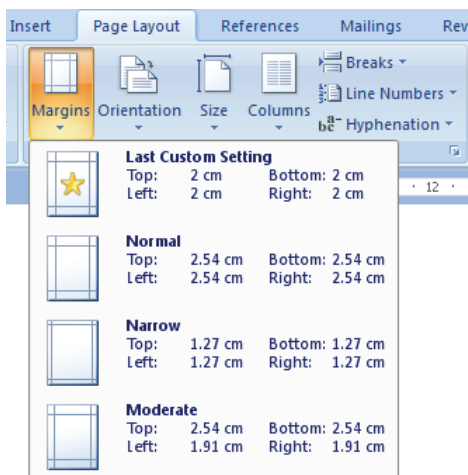 Insert Page Layout References Mailings Rev
Breaks
Line Numbers
Margins Orientation Size Columns
bc a- Hyphenation
12
Last Custom Setting
Top: 2 cm Bottom: 2 cm
Left: 2 cm Right: 2 cm
Normal
Top: 2.54 cm Bottom: 2.54 cm
Left: 2.54 cm Right: 2.54 cm
Narrow
Top: 1.27 cm Bottom: 1.27 cm
Left: 1.27 cm Right: 1.27 cm
Moderate
Top: 2.54 cm Bottom: 2.54 cm
Left: 1.91 cm Right: 1.91 cm